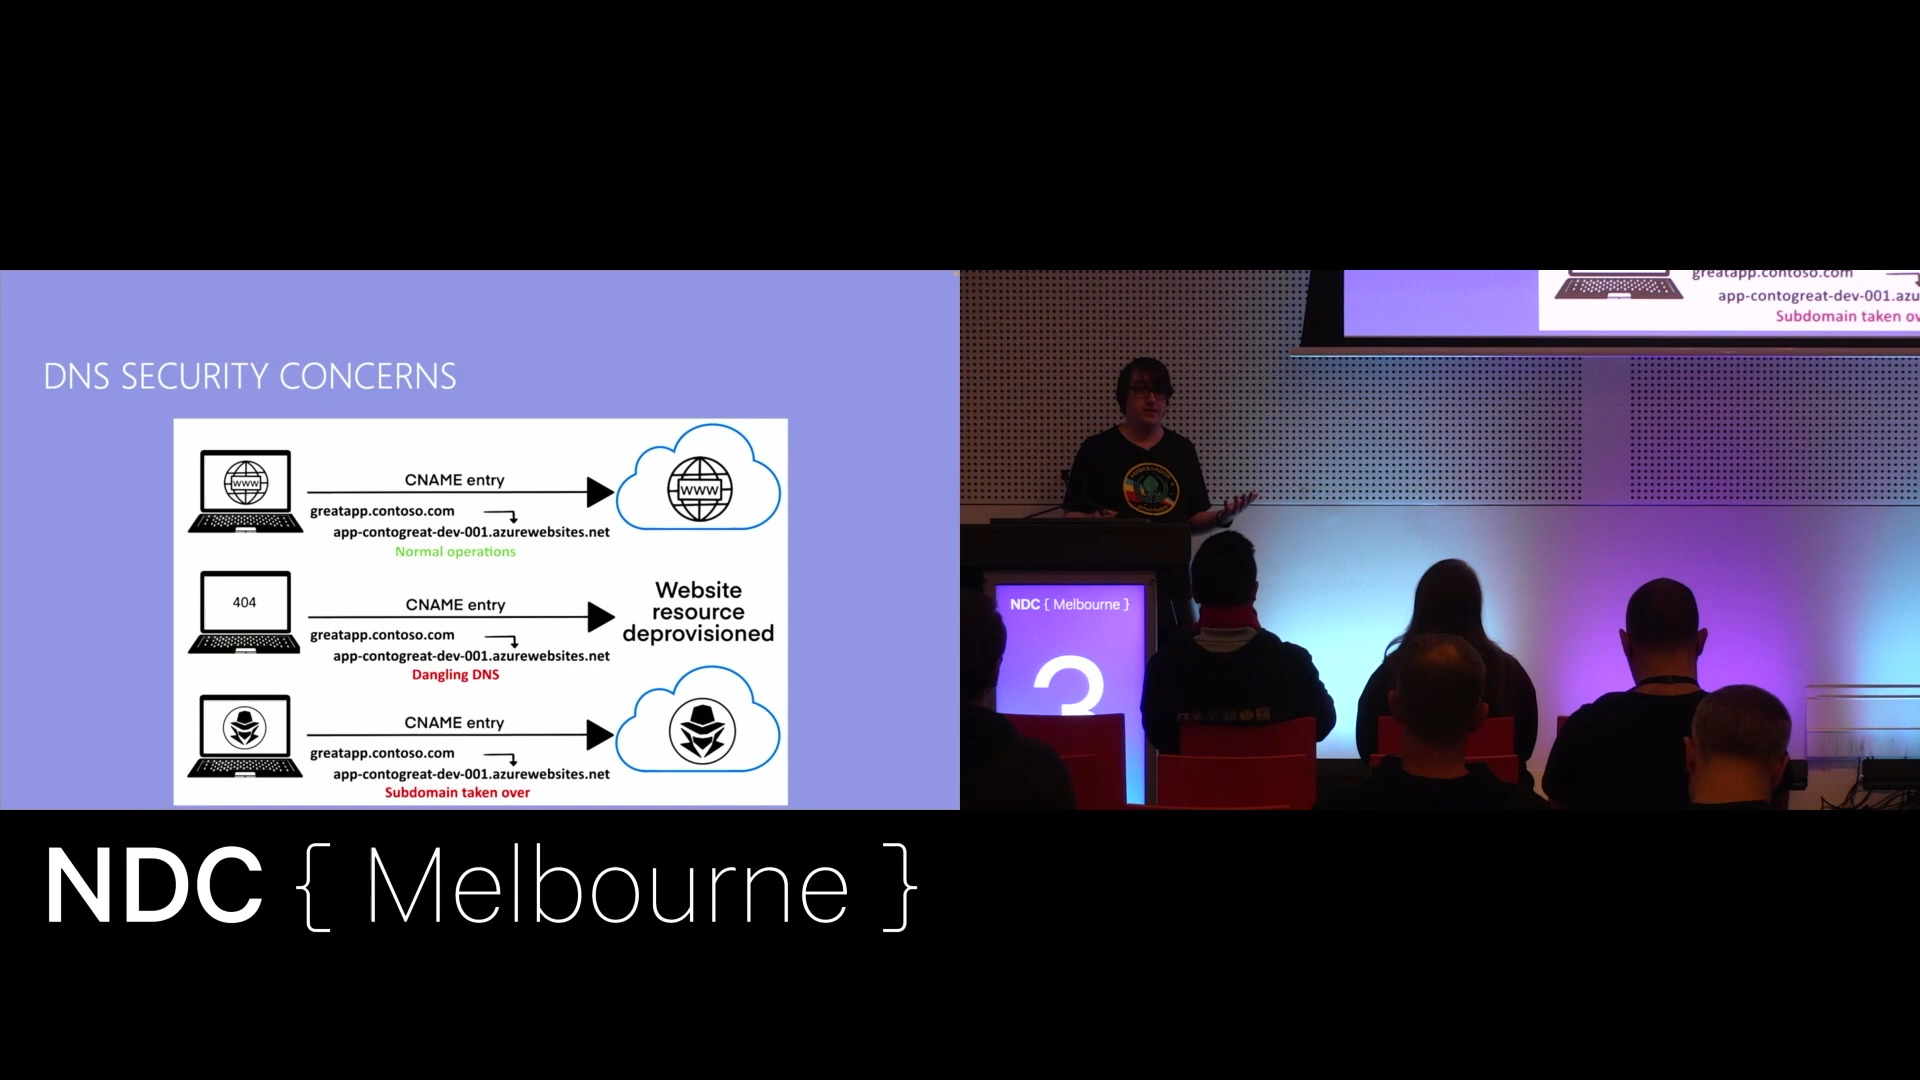 DNS SECURITY CONCERNS
www
CNAME entry
www
greatapp.contoso.com
app-contogreat-dev-001.azurewebsites.net
Normal operations
404
CNAME entry
Website
resource
deprovisioned
greatapp.contoso.com
app-contogreat-dev-001.azurewebsites.net
Dangling DNS
CNAME entry
greatapp.contoso.com
app-contogreat-dev-001.azurewebsites.net
Subdomain taken over
greatapp.contoso.com
app-contogreat-dev-001.azu
Subdomain taken ov
NDC { Melbourne }
3
NDC { Melbourne }